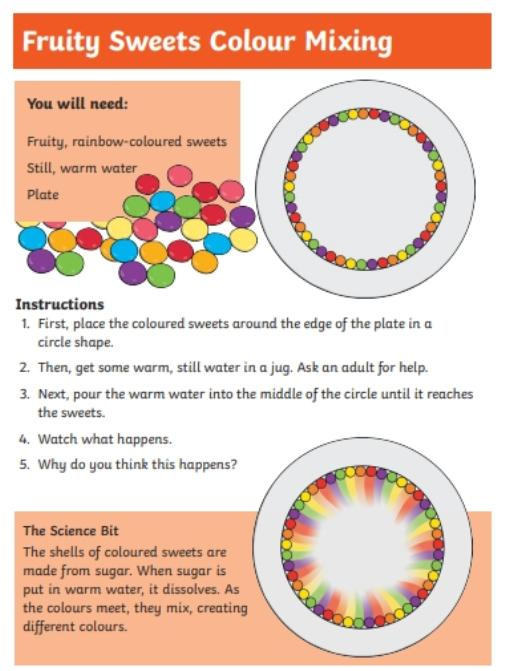 Fruity Sweets Colour Mixing
You will need:
Fruity, rainbow-coloured sweets
Still, warm water
Plate
Instructions
1. First, place the coloured sweets around the edge of the plate in a
circle shape.
2. Then, get some warm, still water in a jug. Ask an adult for help.
3. Next, pour the warm water into the middle of the circle until it reaches
the sweets.
4. Watch what happens.
5. Why do you think this happens?
The Science Bit
The shells of coloured sweets are
made from sugar. When sugar is
put in warm water, it dissolves. As
the colours meet, they mix, creating
different colours.